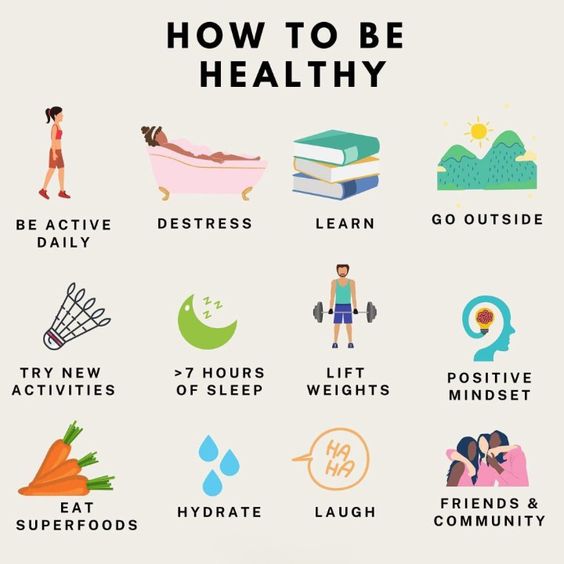 HOW TO BE
HEALTHY
BE ACTIVE
DAILY
DESTRESS
LEARN
GO OUTSIDE
TRY NEW
ACTIVITIES
zzz
>7 HOURS
OF SLEEP
LIFT
WEIGHTS
POSITIVE
MINDSET
EAT
SUPERFOODS
HYDRATE
HA
HA
LAUGH
FRIENDS &
COMMUNITY